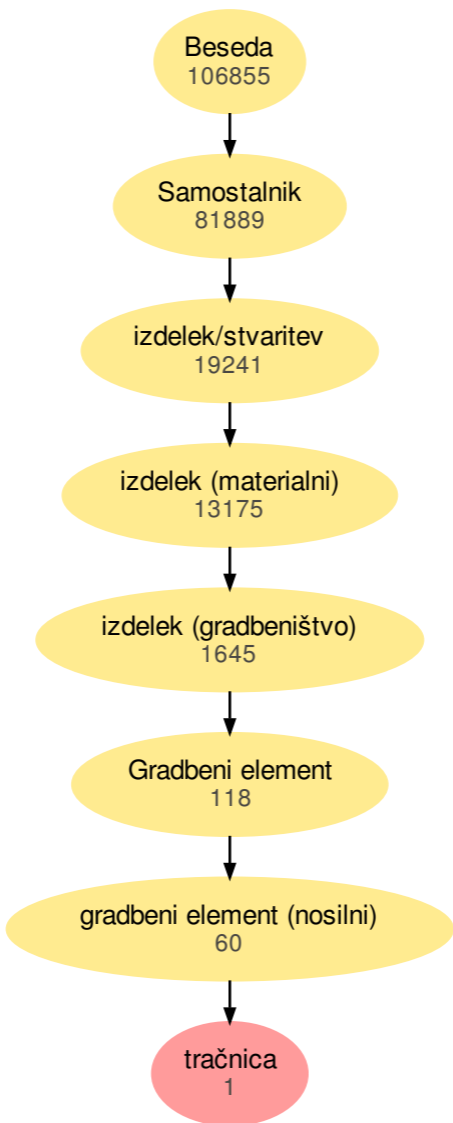 Beseda
106855
Samostalnik
81889
izdelek/stvaritev
19241
izdelek (materialni)
13175
izdelek (gradbeništvo)
1645
Gradbeni element
118
gradbeni element (nosilni)
60
tračnica
1